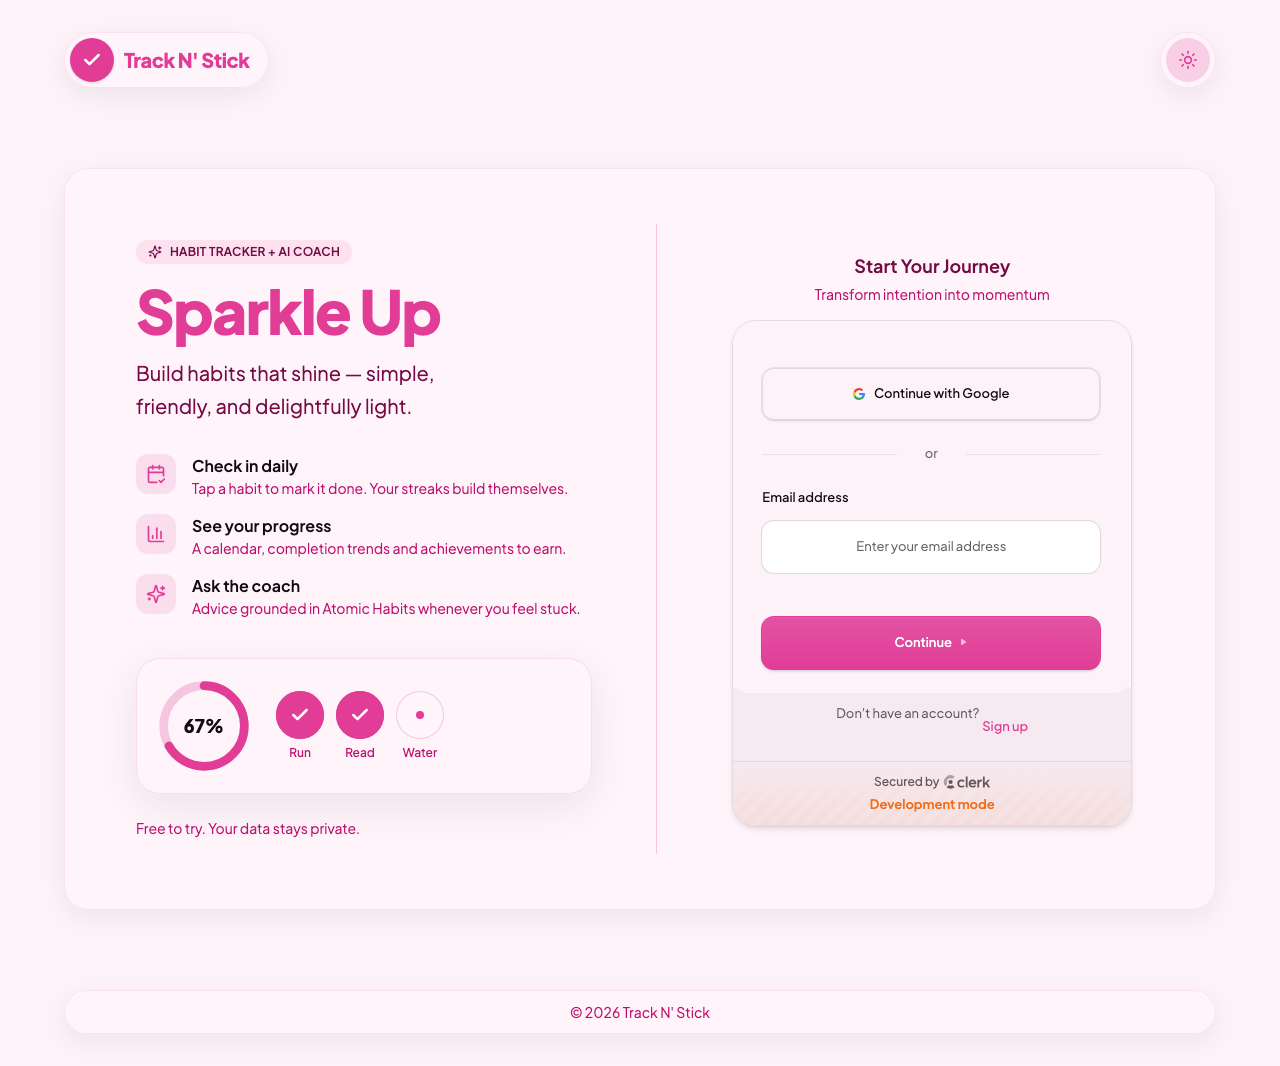 Track N' Stick
HABIT TRACKER + AI COACH
Sparkle Up
Build habits that shine — simple,
friendly, and delightfully light.
Check in daily
Tap a habit to mark it done. Your streaks build themselves.
See your progress
A calendar, completion trends and achievements to earn.
Ask the coach
Advice grounded in Atomic Habits whenever you feel stuck.
67%
Run
Read
Water
Free to try. Your data stays private.
Start Your Journey
Transform intention into momentum
Continue with Google
or
Email address
Enter your email address
Continue
Don't have an account?
Sign up
Secured by clerk
Development mode
© 2026 Track N' Stick